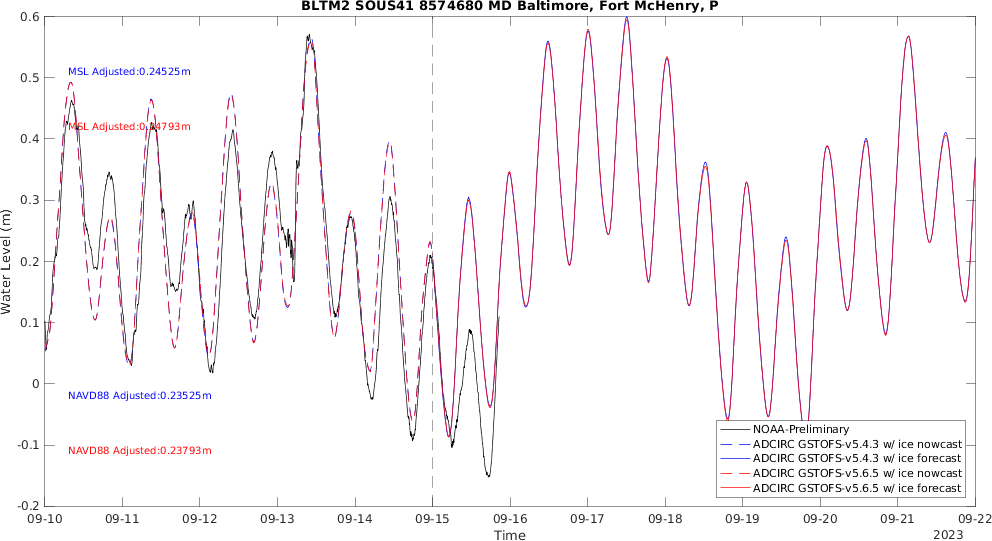 BLTM2 SOUS41 8574680 MD Baltimore, Fort McHenry, P
0.6
0.5
0.4
0.3
0.2
0.1
0
-0.1
-0.2
Water Level (m)
MSL Adjusted:0.24525m
MSL Adjusted:0.24793m
NAVD88 Adjusted:0.23525m
NAVD88 Adjusted:0.23793m
NOAA-Preliminary
ADCIRC GSTOFS-v5.4.3 w/ ice nowcast
ADCIRC GSTOFS-v5.4.3 w/ ice forecast
ADCIRC GSTOFS-v5.6.5 w/ ice nowcast
ADCIRC GSTOFS-v5.6.5 w/ ice forecast
09-10 09-11 09-12 09-13 09-14 09-15 09-16 09-17 09-18 09-19 09-20 09-21 09-22
Time
2023